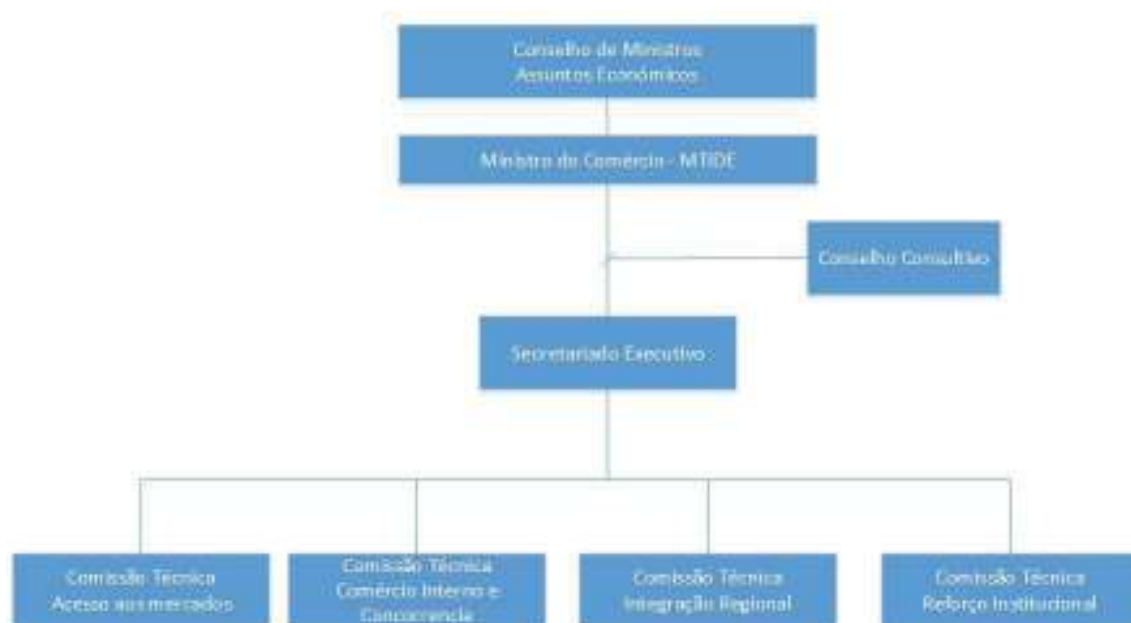 Conselho de Ministros
Assuntos Económicos
Ministro do Comércio - MTIDE
Conselho Consultivo
Secretariado Executivo
Comissão Técnica
Acesso aos mercados
Comissão Técnica
Comércio Interno e
Concorrencia
Comissão Técnica
Integração Regional
Comissão Técnica
Reforço Institucional